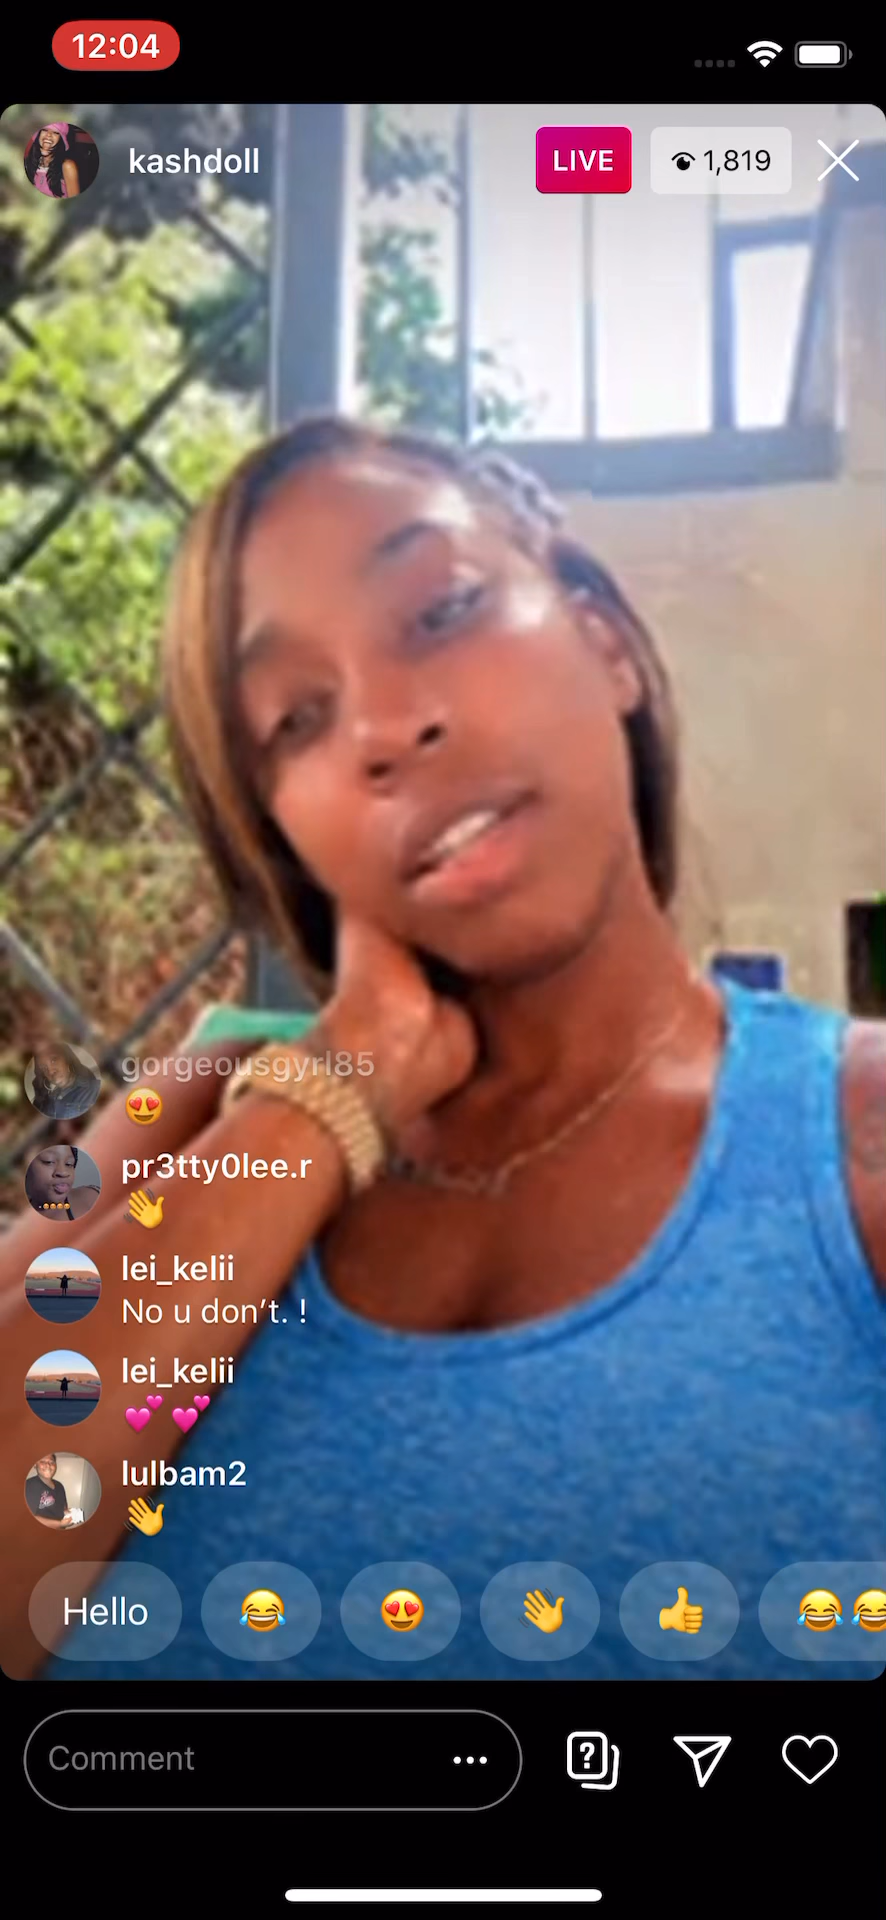 12:04
kashdoll
LIVE
1,819
gorgeousgyrl85
😍
pr3tty0lee.r
👋
lei_kelii
No u don't. !
lei_kelii
💕 💕
lulbam2
👋
Hello 😂 😍 👋 👍 😂 😂
Comment